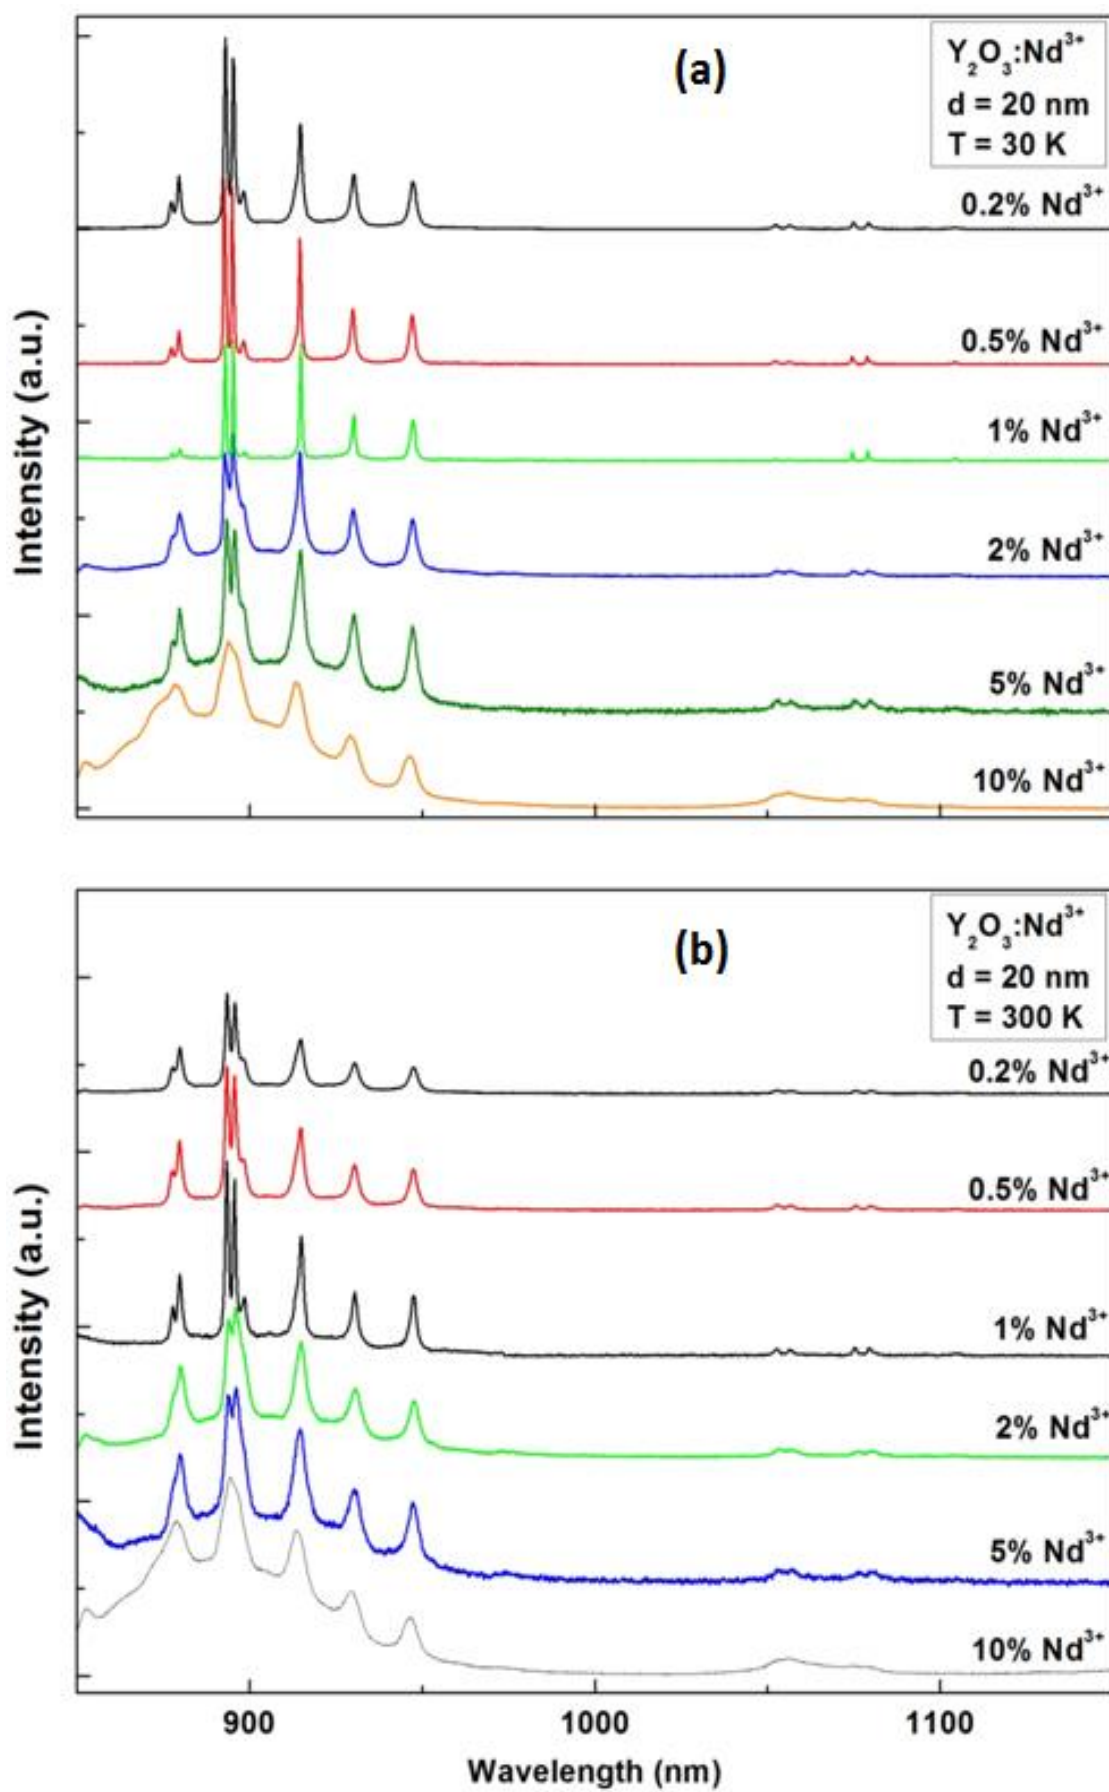 (a)
Y₂O₃:Nd³⁺
d = 20 nm
T = 30 K
0.2% Nd³⁺
0.5% Nd³⁺
1% Nd³⁺
2% Nd³⁺
5% Nd³⁺
10% Nd³⁺
Intensity (a.u.)
(b)
Y₂O₃:Nd³⁺
d = 20 nm
T = 300 K
0.2% Nd³⁺
0.5% Nd³⁺
1% Nd³⁺
2% Nd³⁺
5% Nd³⁺
10% Nd³⁺
Intensity (a.u.)
900 1000 1100
Wavelength (nm)